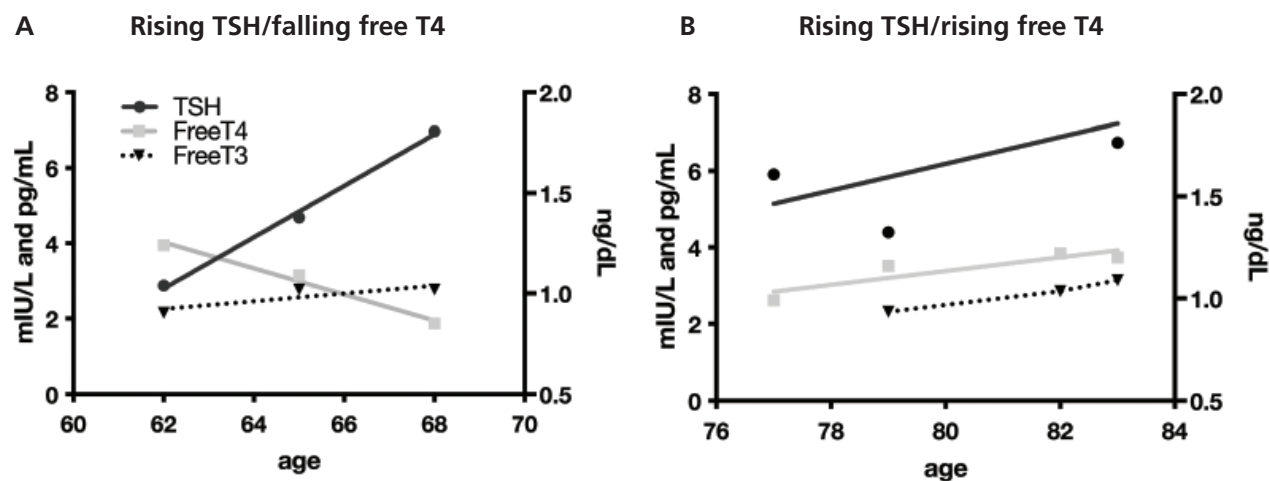 A Rising TSH/falling free T4
8
6
4
2
0
mIU/L and pg/mL
TSH
FreeT4
FreeT3
2.0
1.5
1.0
0.5
ng/dL
60 62 64 66 68 70
age
B Rising TSH/rising free T4
8
6
4
2
0
mIU/L and pg/mL
2.0
1.5
1.0
0.5
ng/dL
76 78 80 82 84
age